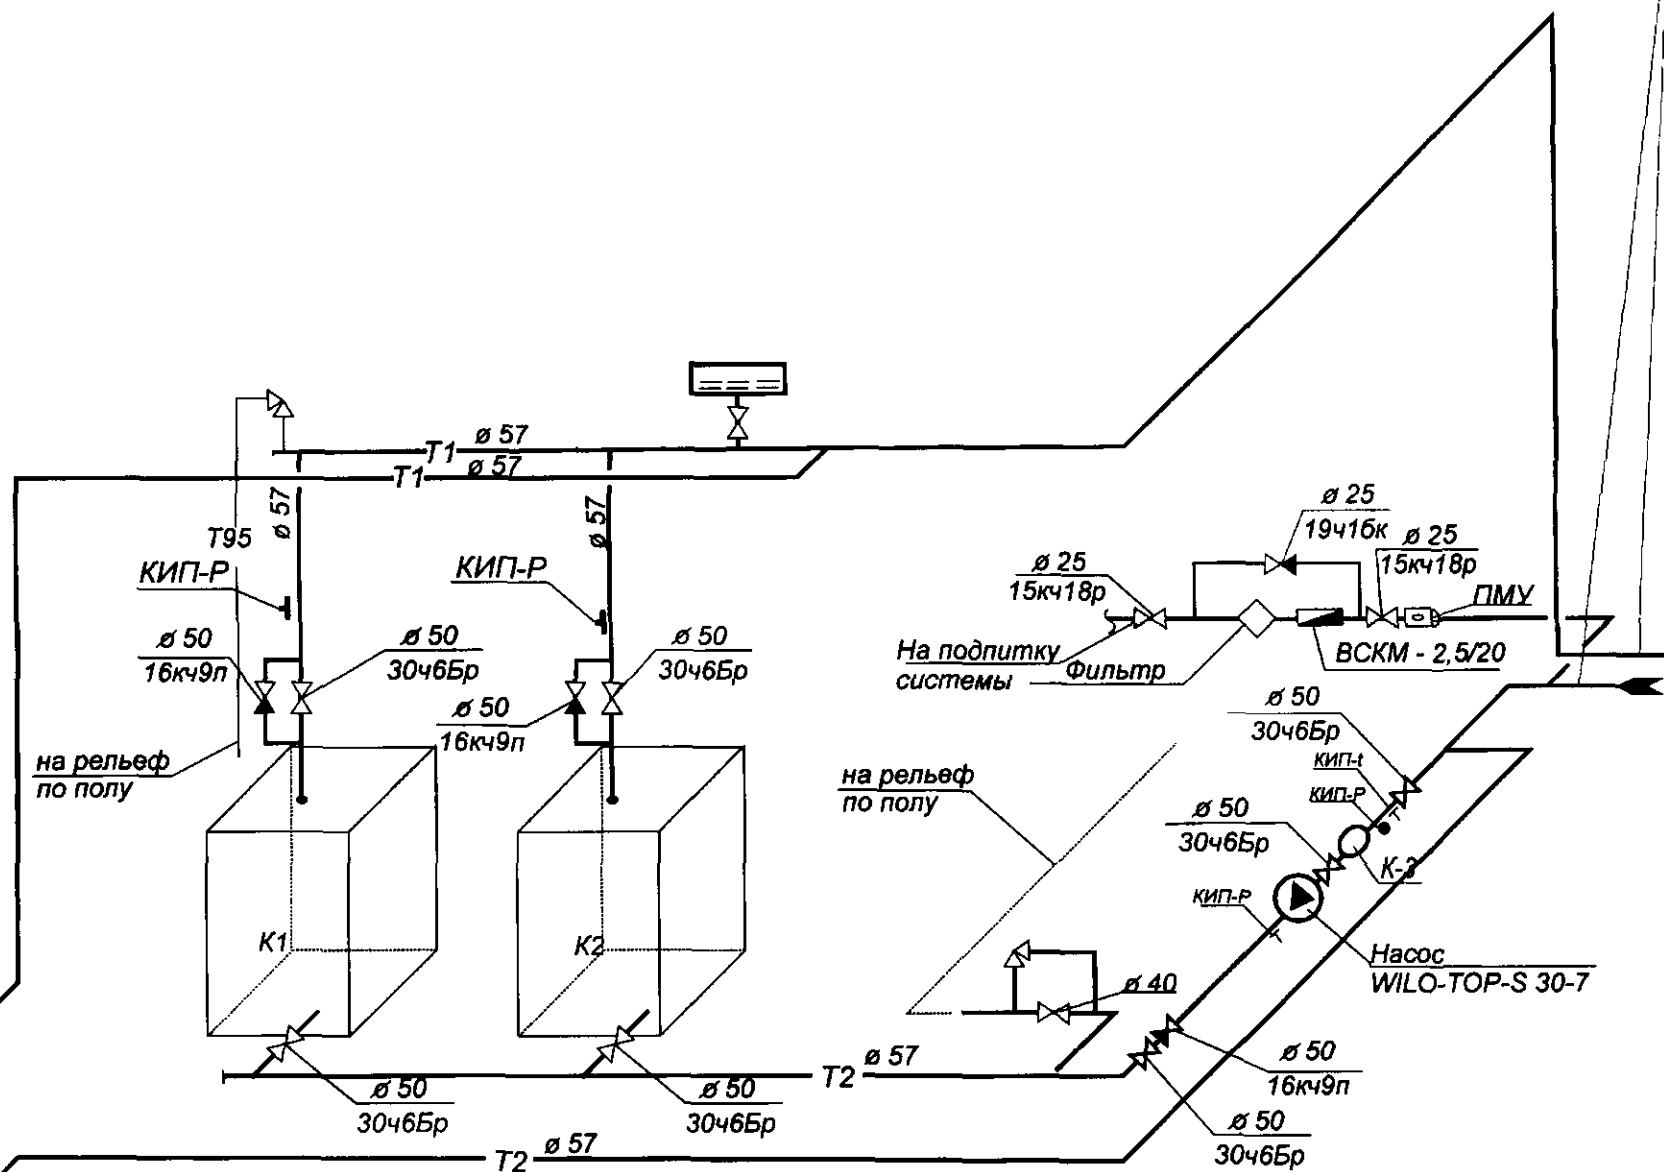 Т1
ø 57
Т1
ø 57
ø 57
ø 57
Т95
КИП-Р
КИП-Р
ø 50
16кч9п
ø 50
30ч6Бр
ø 50
16кч9п
ø 50
30ч6Бр
на рельеф
по полу
К1
К2
ø 50
30ч6Бр
ø 50
30ч6Бр
Т2
ø 57
Т2
ø 57
ø 25
19ч1бк
ø 25
15кч18р
ø 25
15кч18р
ПМУ
На подпитку
системы
Фильтр
ВСКМ - 2,5/20
ø 50
30ч6Бр
КИП-t
КИП-Р
ø 50
30ч6Бр
К-3
КИП-Р
Насос
WILO-TOP-S 30-7
на рельеф
по полу
ø 40
ø 50
16кч9п
ø 50
30ч6Бр